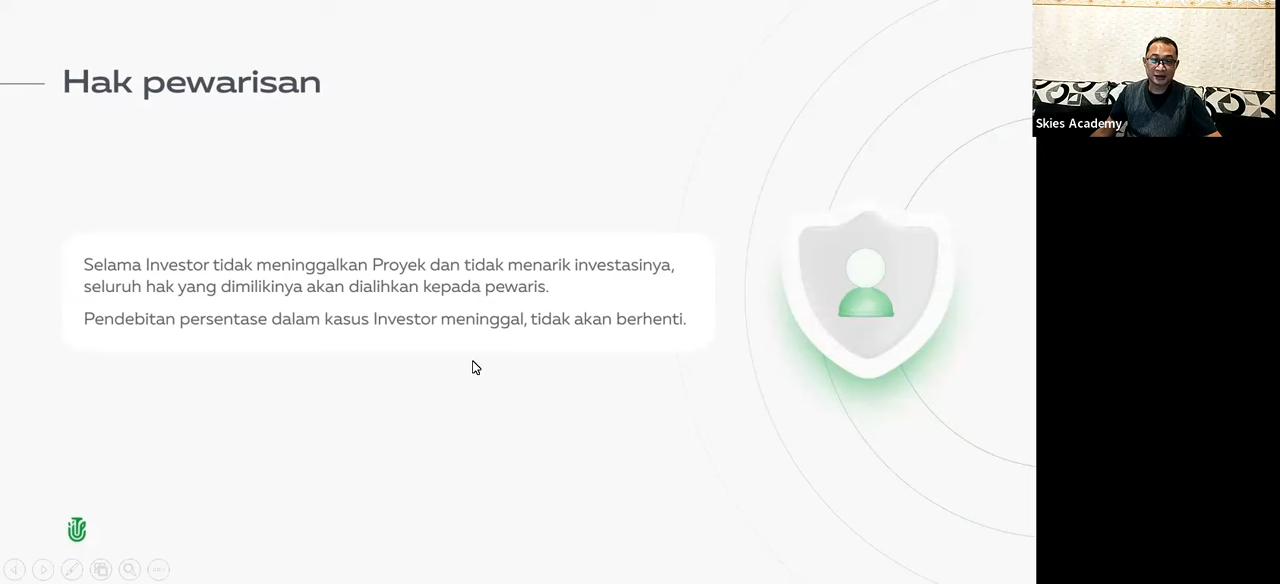 Hak pewarisan
Selama Investor tidak meninggalkan Proyek dan tidak menarik investasinya,
seluruh hak yang dimilikinya akan dialihkan kepada pewaris.
Pendebitan persentase dalam kasus Investor meninggal, tidak akan berhenti.
Skies Academy